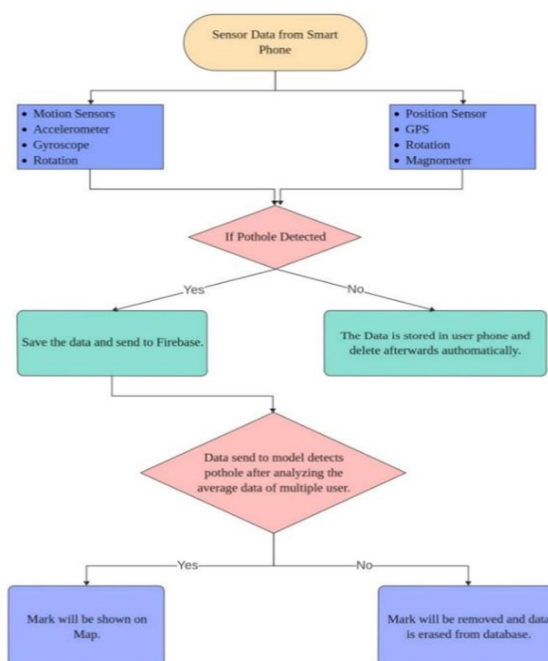 Sensor Data from Smart
Phone
• Motion Sensors
• Accelerometer
• Gyroscope
• Rotation
• Position Sensor
• GPS
• Rotation
• Magnometer
If Pothole Detected
Yes
No
Save the data and send to Firebase.
The Data is stored in user phone and
delete afterwards authomatically.
Data send to model detects
pothole after analyzing the
average data of multiple user.
Yes
No
Mark will be shown on
Map.
Mark will be removed and data
is erased from database.